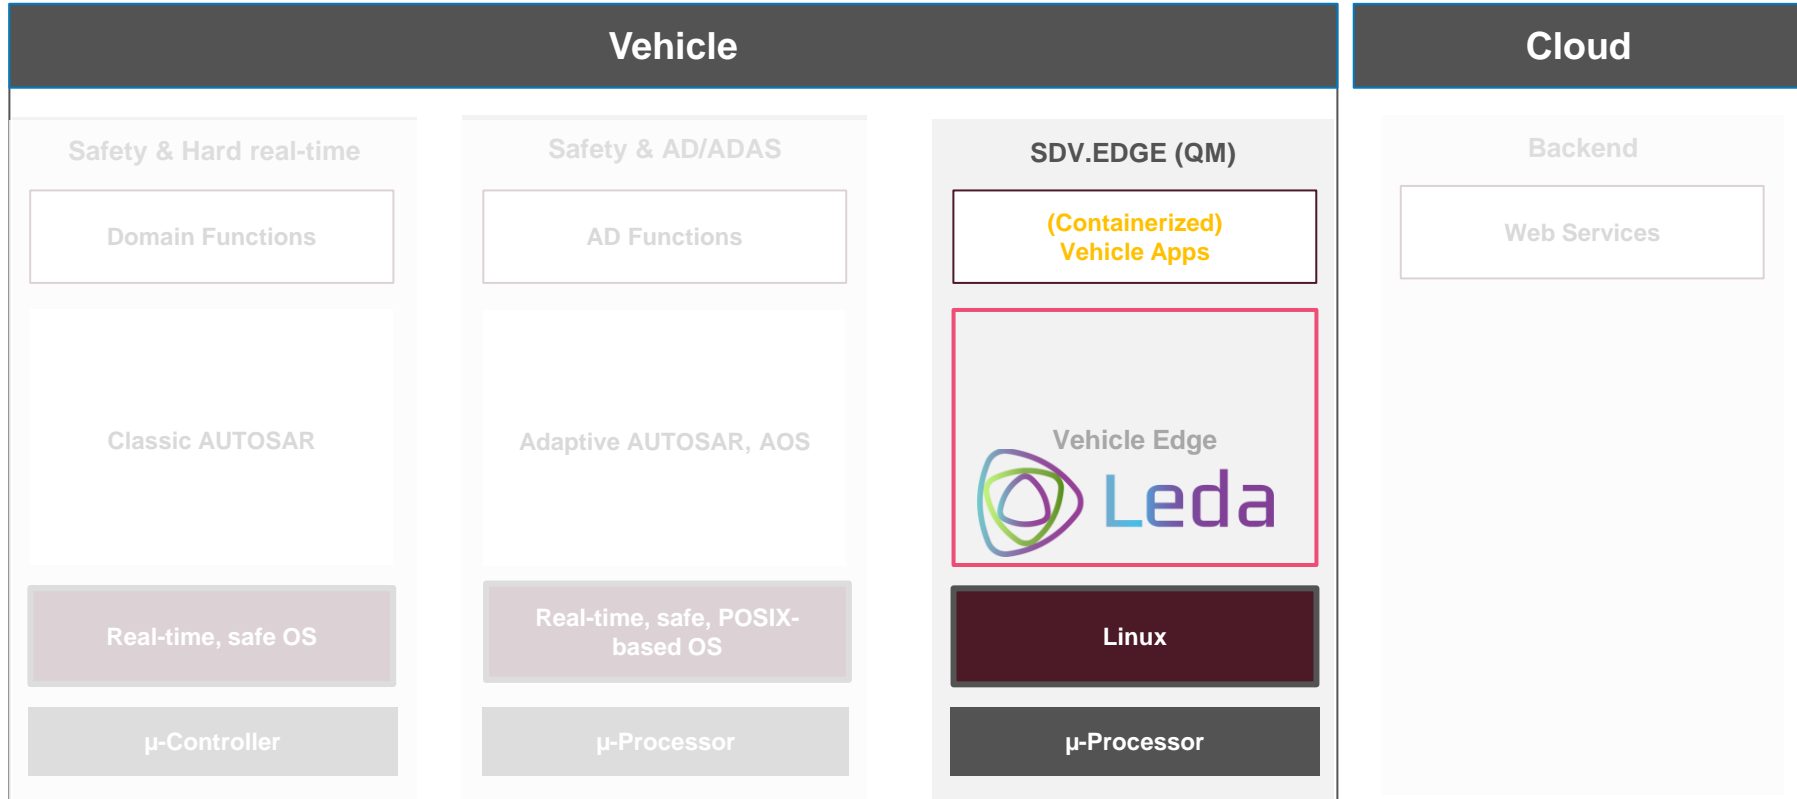 Vehicle
Cloud
Safety & Hard real-time
Domain Functions
Classic AUTOSAR
Real-time, safe OS
µ-Controller
Safety & AD/ADAS
AD Functions
Adaptive AUTOSAR, AOS
Real-time, safe, POSIX-
based OS
µ-Processor
SDV.EDGE (QM)
(Containerized)
Vehicle Apps
Vehicle Edge
Leda
Linux
µ-Processor
Backend
Web Services